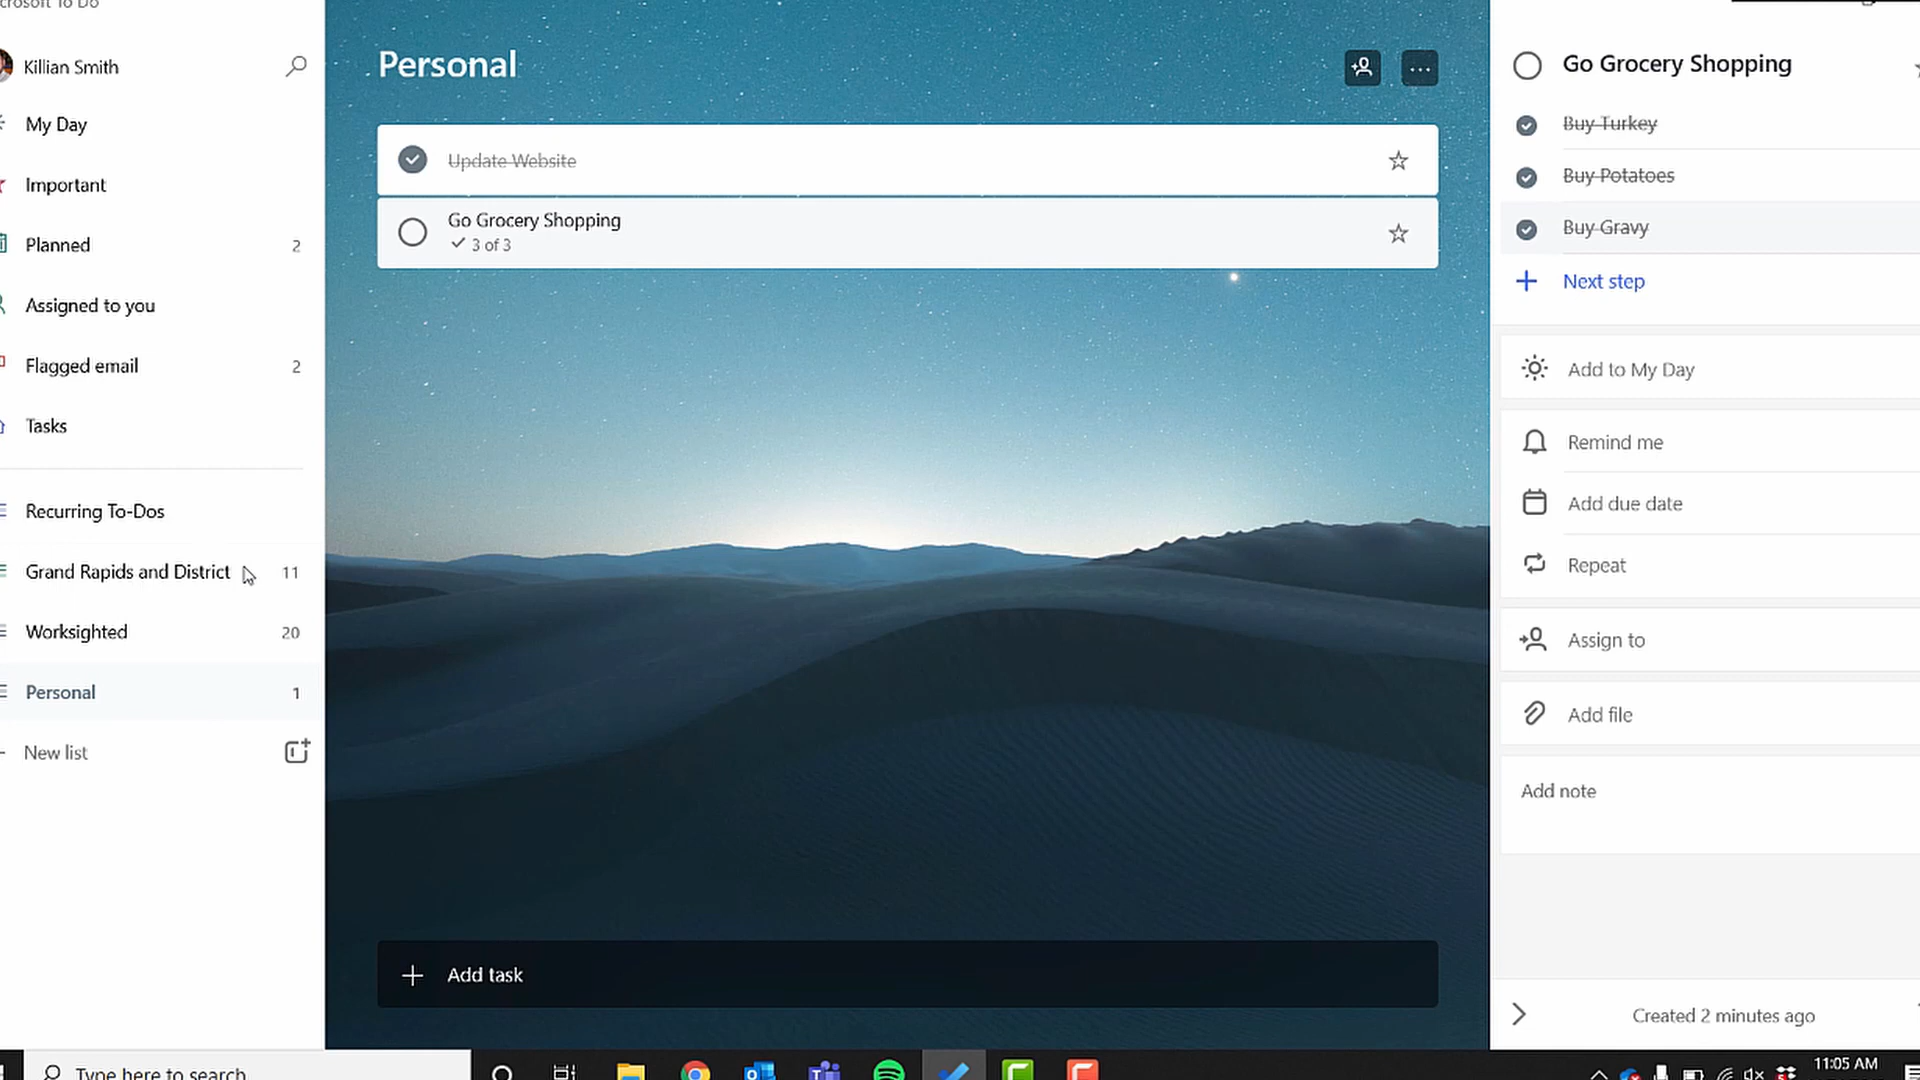 Microsoft To Do
Killian Smith
My Day
Important
Planned 2
Assigned to you
Flagged email 2
Tasks
Recurring To-Dos
Grand Rapids and District 11
Worksighted 20
Personal 1
New list
Personal
Update Website
Go Grocery Shopping
3 of 3
Add task
Go Grocery Shopping
Buy Turkey
Buy Potatoes
Buy Gravy
Next step
Add to My Day
Remind me
Add due date
Repeat
Assign to
Add file
Add note
Created 2 minutes ago
Type here to search
11:05 AM